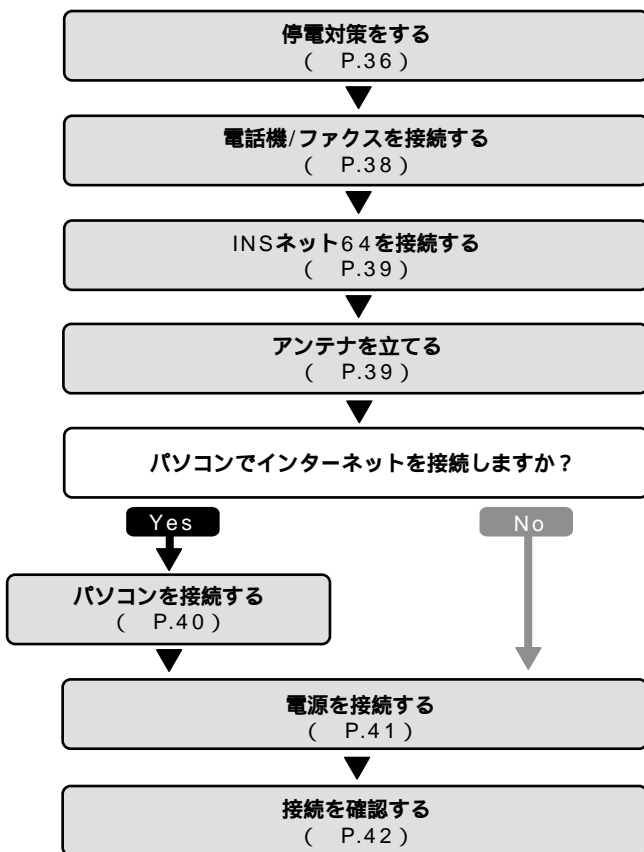 停電対策をする
（　P.36）
電話機/ファクスを接続する
（　P.38）
INSネット64を接続する
（　P.39）
アンテナを立てる
（　P.39）
パソコンでインターネットを接続しますか？
Yes
No
パソコンを接続する
（　P.40）
電源を接続する
（　P.41）
接続を確認する
（　P.42）